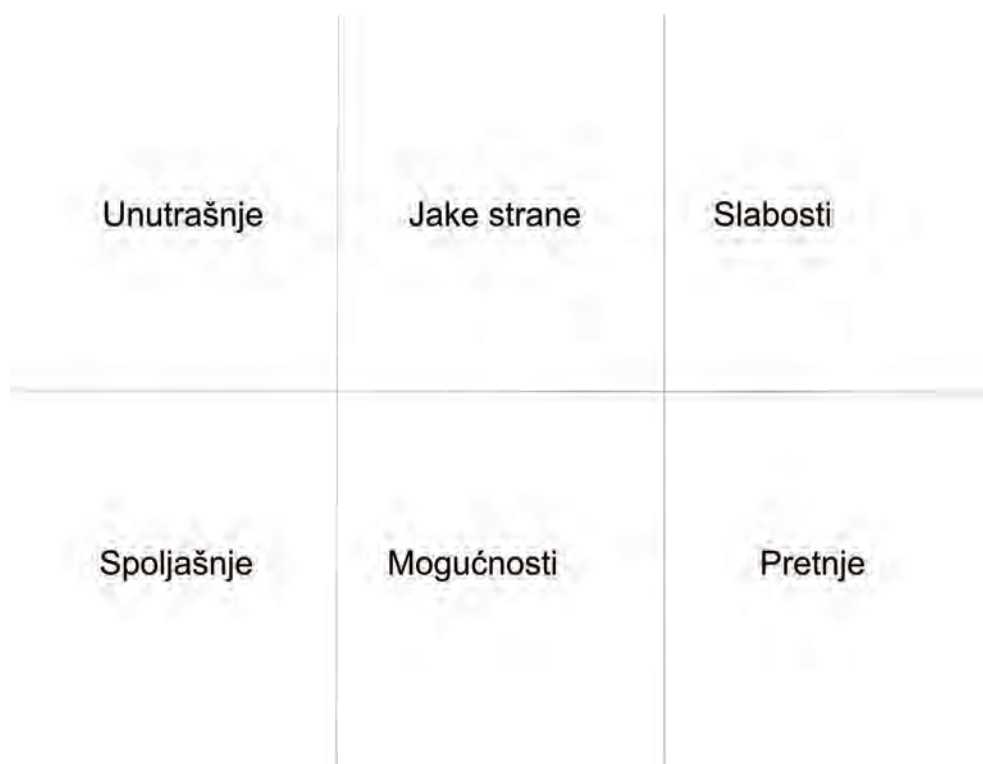 Unutrašnje
Jake strane
Slabosti
Spoljašnje
Mogućnosti
Pretnje